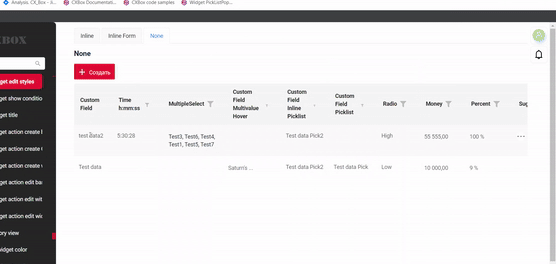 Analysis: CX_Box - Ji...
CXBox Documentati...
CXBox code samples
Widget PickListPop...
BOX
Inline
Inline Form
None
None
+ Создать
get edit styles
get show conditio
get title
get action create
get action create
get action create
get action edit ba
get action edit wit
get action edit wic
ory view
widget color
Custom Field
Time h:mm:ss
MultipleSelect
Custom Field Multivalue Hover
Custom Field Inline Picklist
Custom Field Picklist
Radio
Money
Percent
Sug
test data2
5:30:28
Test3, Test6, Test4,
Test1, Test5, Test7
Test data Pick2
High
55 555,00
100 %
...
Test data
Saturn's ...
Test data Pick2
Test data Pick
Low
10 000,00
9 %